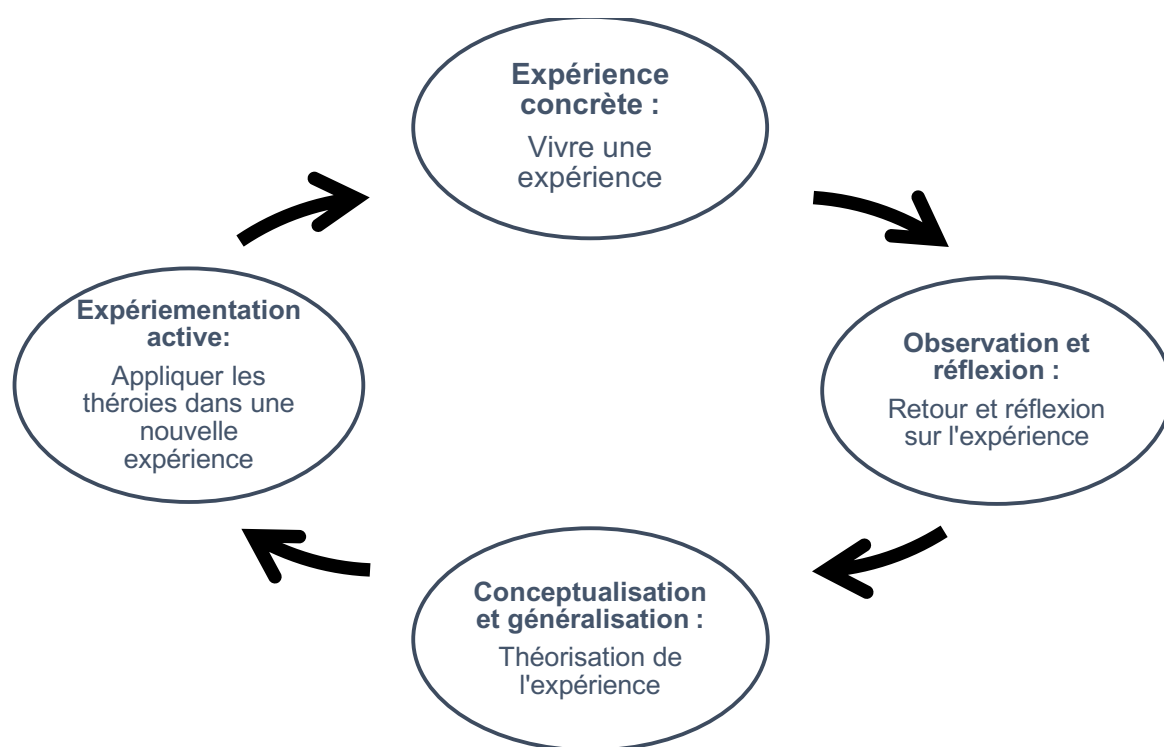 Expérience
concrète :
Vivre une
expérience
Observation et
réflexion :
Retour et réflexion
sur l'expérience
Conceptualisation
et généralisation :
Théorisation de
l'expérience
Expériementation
active:
Appliquer les
théroies dans une
nouvelle
expérience